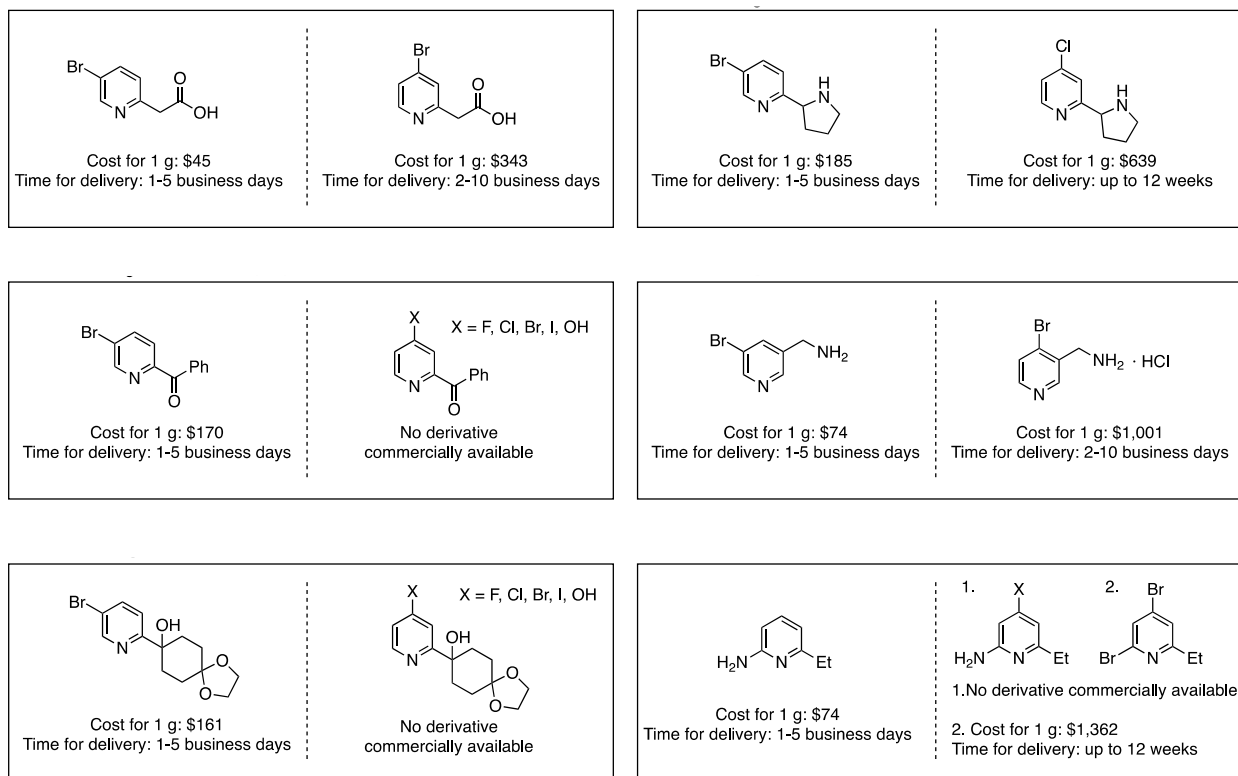 Br
N
O
OH
Cost for 1 g: $45
Time for delivery: 1-5 business days
Br
N
O
OH
Cost for 1 g: $343
Time for delivery: 2-10 business days
Br
N
H
N
Cost for 1 g: $185
Time for delivery: 1-5 business days
Cl
N
H
N
Cost for 1 g: $639
Time for delivery: up to 12 weeks
Br
N
Ph
O
Cost for 1 g: $170
Time for delivery: 1-5 business days
X
X = F, Cl, Br, I, OH
N
Ph
O
No derivative
commercially available
Br
NH2
N
Cost for 1 g: $74
Time for delivery: 1-5 business days
Br
NH2 · HCl
N
Cost for 1 g: $1,001
Time for delivery: 2-10 business days
Br
OH
N
O
O
Cost for 1 g: $161
Time for delivery: 1-5 business days
X
X = F, Cl, Br, I, OH
OH
N
O
O
No derivative
commercially available
H2N
N
Et
Cost for 1 g: $74
Time for delivery: 1-5 business days
1.
X
H2N
N
Et
2.
Br
Br
N
Et
1.No derivative commercially available
2. Cost for 1 g: $1,362
Time for delivery: up to 12 weeks